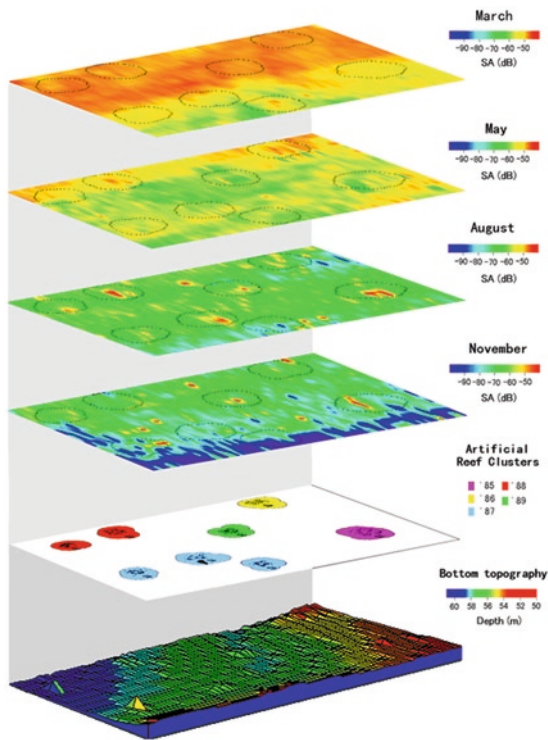 March
-90 -80 -70 -60 -50
SA (dB)
May
-90 -80 -70 -60 -50
SA (dB)
August
-90 -80 -70 -60 -50
SA (dB)
November
-90 -80 -70 -60 -50
SA (dB)
Artificial
Reef Clusters
`85 `88
`86 `89
`87
Bottom topography
60 58 56 54 52 50
Depth (m)